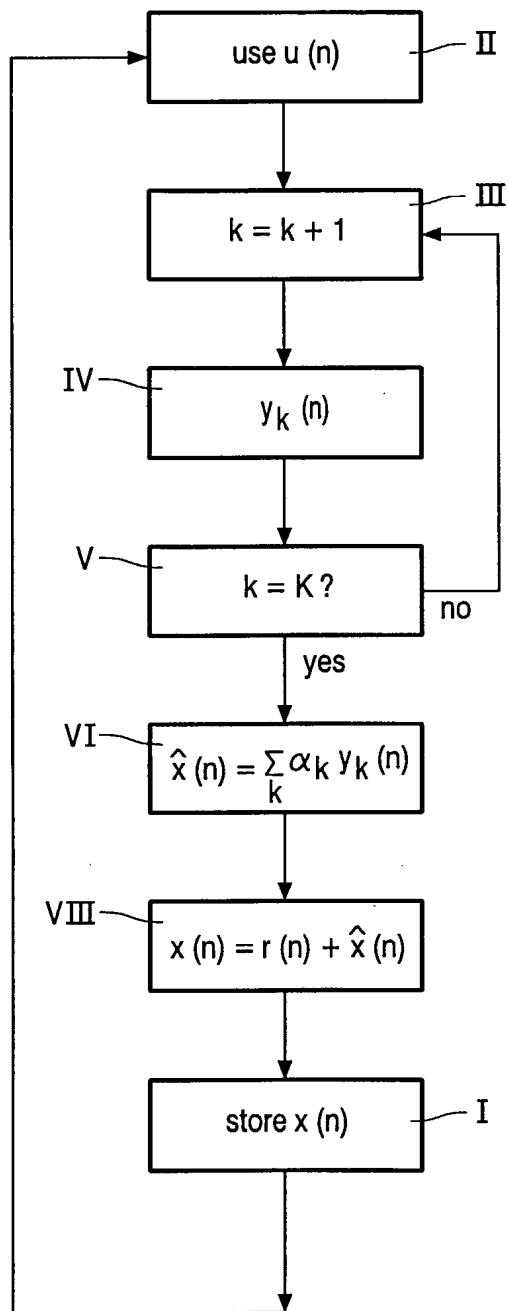 use u (n)
II
k = k + 1
III
IV
y_k (n)
V
k = K ?
no
yes
VI
x̂ (n) = Σ_k α_k y_k (n)
VIII
x (n) = r (n) + x̂ (n)
store x (n)
I